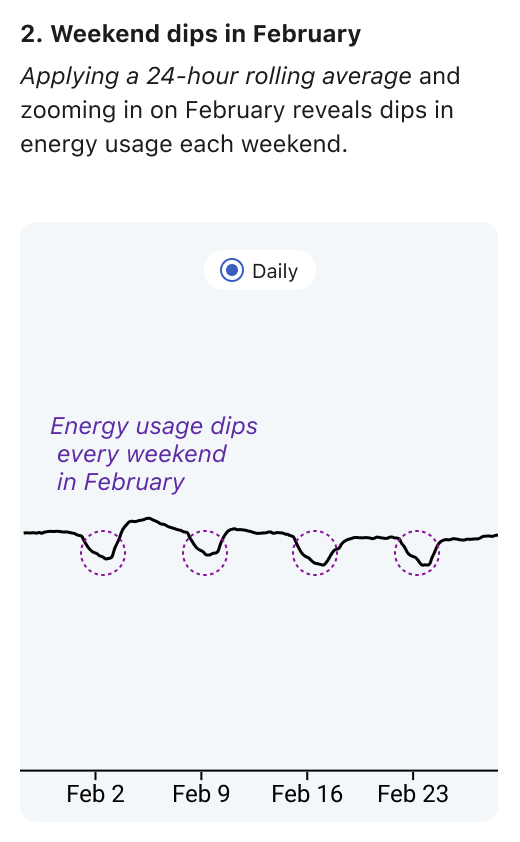 2. Weekend dips in February
Applying a 24-hour rolling average and
zooming in on February reveals dips in
energy usage each weekend.
Daily
Energy usage dips
every weekend
in February
Feb 2 Feb 9 Feb 16 Feb 23